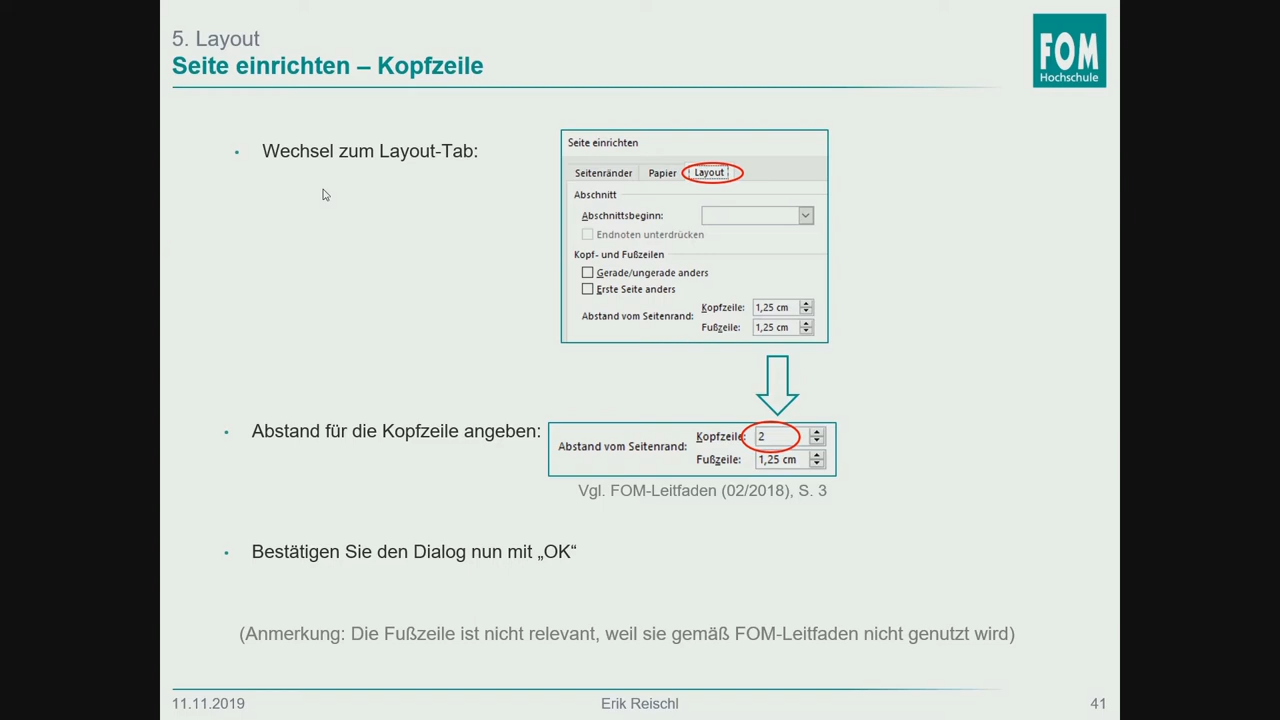 5. Layout
Seite einrichten – Kopfzeile
FOM
Hochschule
• Wechsel zum Layout-Tab:
Seite einrichten
Seitenränder Papier Layout
Abschnitt
Abschnittsbeginn:
Endnoten unterdrücken
Kopf- und Fußzeilen
Gerade/ungerade anders
Erste Seite anders
Abstand vom Seitenrand:
Kopfzeile: 1,25 cm
Fußzeile: 1,25 cm
• Abstand für die Kopfzeile angeben:
Abstand vom Seitenrand:
Kopfzeile: 2
Fußzeile: 1,25 cm
Vgl. FOM-Leitfaden (02/2018), S. 3
• Bestätigen Sie den Dialog nun mit „OK“
(Anmerkung: Die Fußzeile ist nicht relevant, weil sie gemäß FOM-Leitfaden nicht genutzt wird)
11.11.2019 Erik Reischl 41